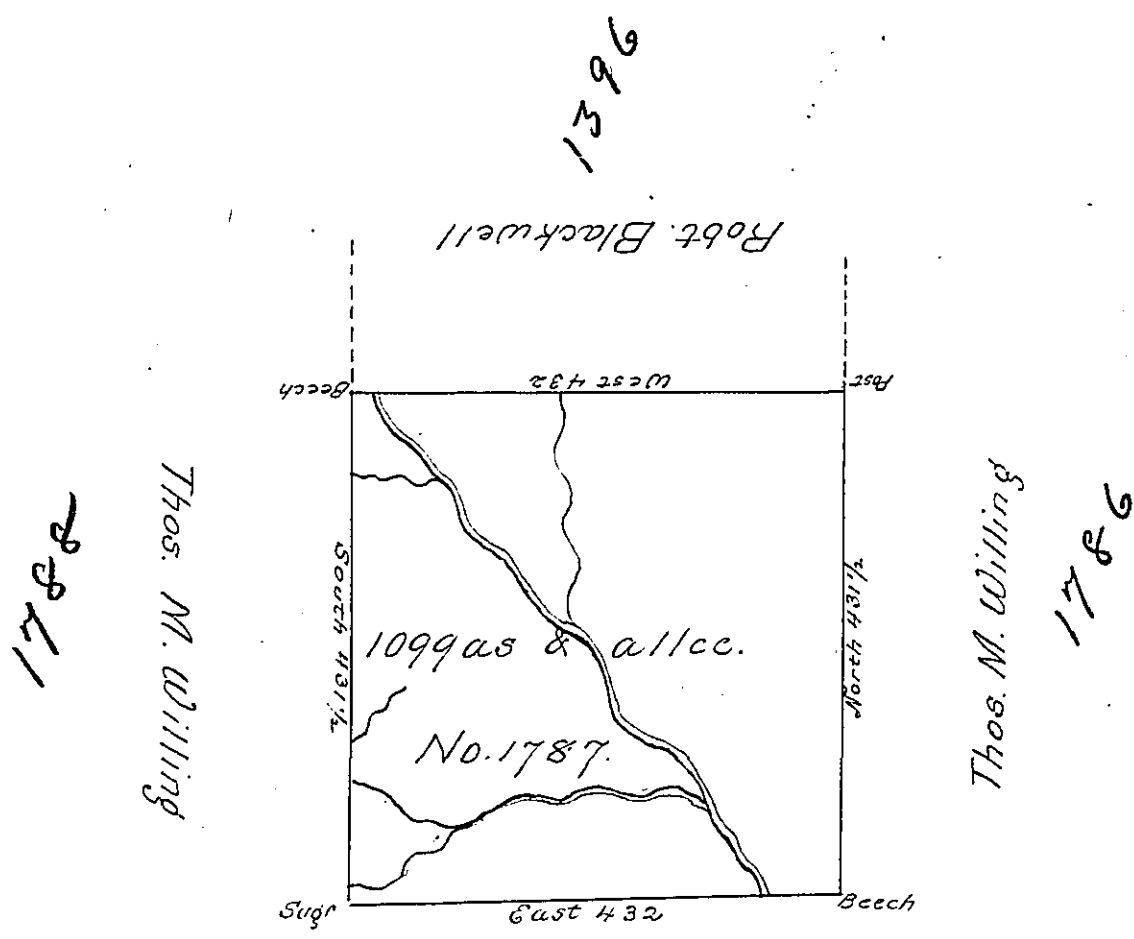 1396
Robt. Blackwell
Beech
West 432
Post
1788
Thos. M. Willing
South 431½
North 431½
Thos. M. Willing
1786
1099as & allce.
No. 1787.
Sugr
East 432
Beech